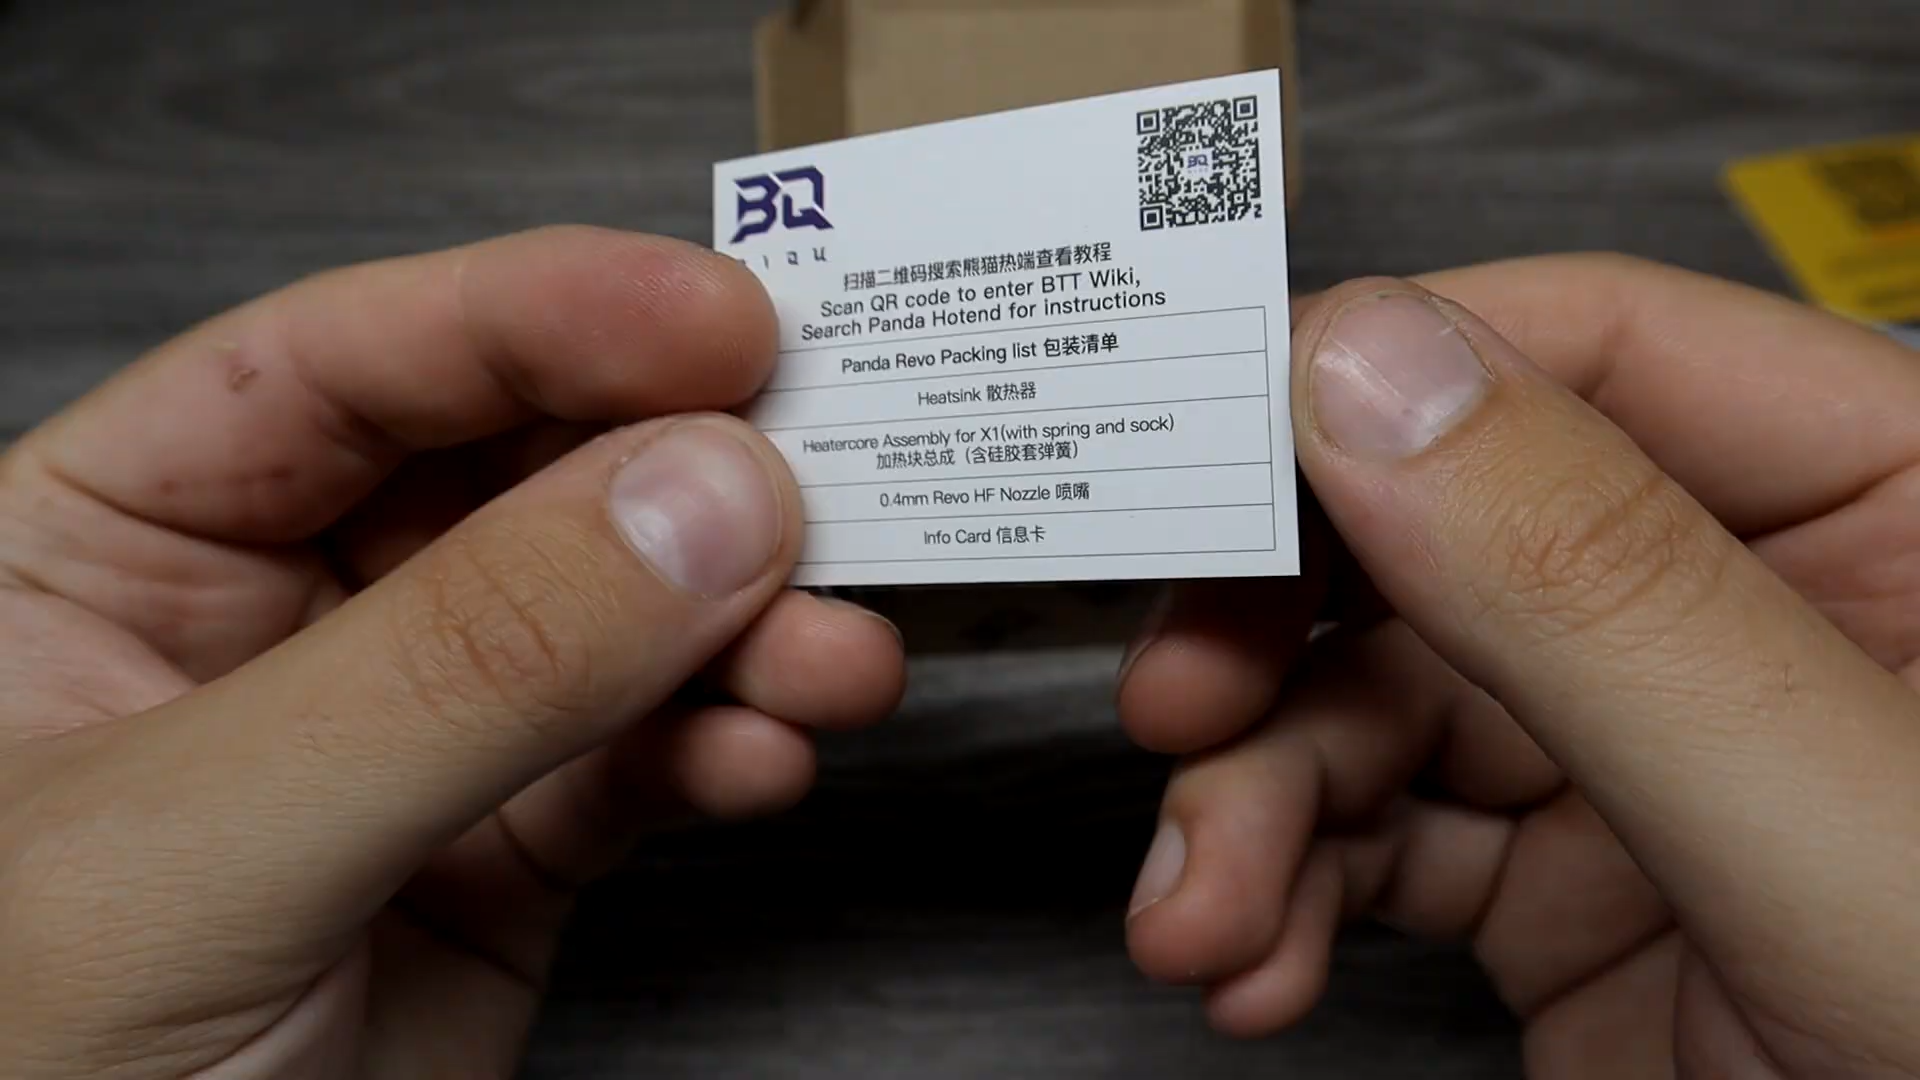 BQ
扫描二维码搜索熊猫热端查看教程
Scan QR code to enter BTT Wiki,
Search Panda Hotend for instructions
Panda Revo Packing list 包装清单
Heatsink 散热器
Heatercore Assembly for X1(with spring and sock)
加热块总成（含硅胶套弹簧）
0.4mm Revo HF Nozzle 喷嘴
Info Card 信息卡